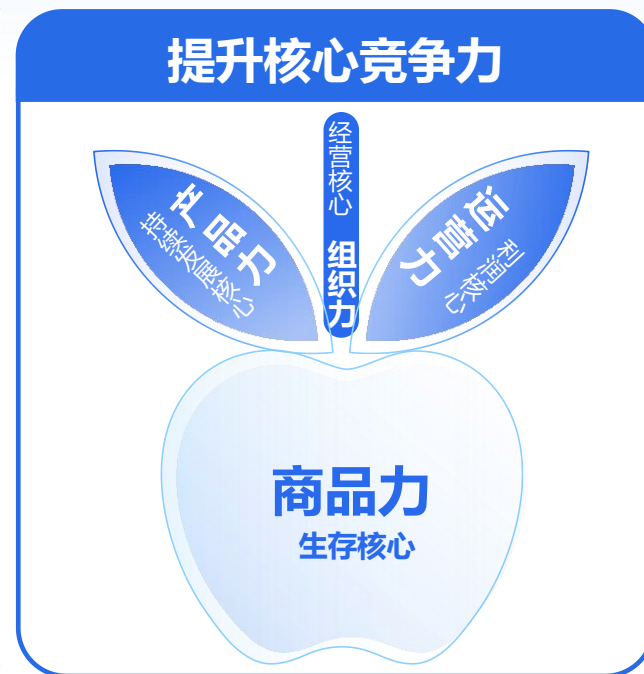 提升核心竞争力
产品力
持续发展核心
经营核心 组织力
运营力
利润核心
商品力
生存核心